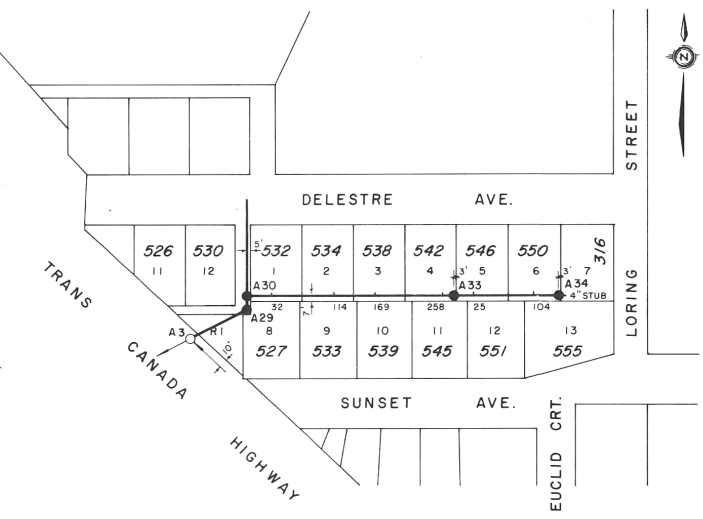 N
STREET
DELESTRE AVE.
526 530 532 534 538 542 546 550 316
5'
11 12 1 2 3 4 3' 5 6 3' 7
A30 A33 A34
4" STUB
TRANS
32 7 114 169 258 25 104
A29
LORING
A3 R1 8 9 10 11 12 13
10'
527 533 539 545 551 555
CANADA
SUNSET AVE.
HIGHWAY
EUCLID CRT.